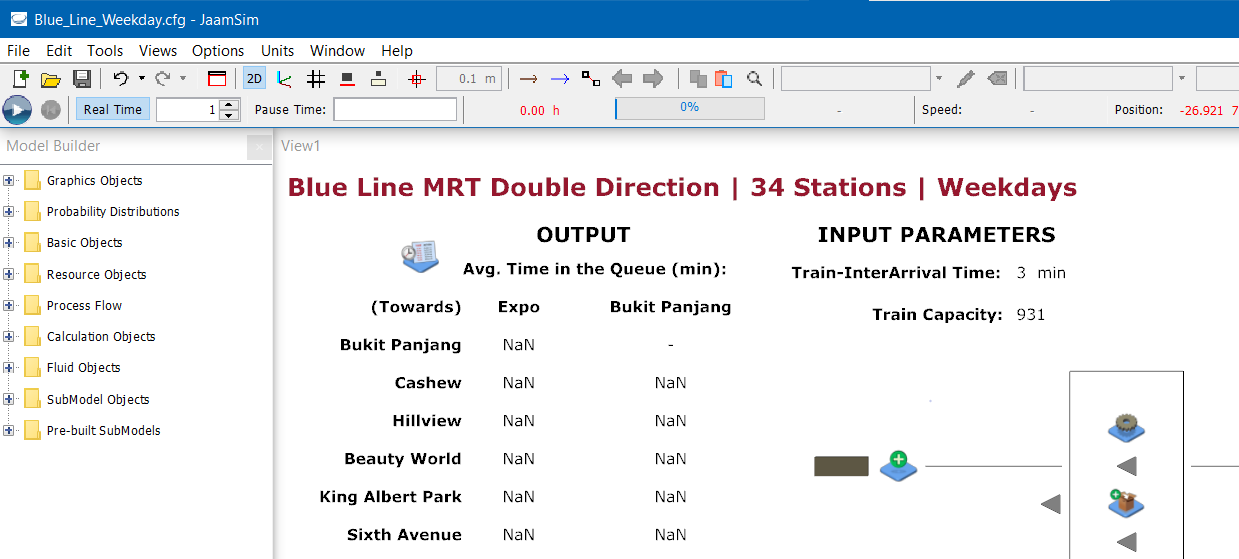 Blue_Line_Weekday.cfg - JaamSim
File Edit Tools Views Options Units Window Help
2D 0.1 m
Real Time 1 Pause Time: 0.00 h 0% - Speed: - Position: -26.921 7
Model Builder × View1
Graphics Objects
Probability Distributions
Basic Objects
Resource Objects
Process Flow
Calculation Objects
Fluid Objects
SubModel Objects
Pre-built SubModels
Blue Line MRT Double Direction | 34 Stations | Weekdays
OUTPUT
Avg. Time in the Queue (min):
(Towards) Expo Bukit Panjang
Bukit Panjang NaN -
Cashew NaN NaN
Hillview NaN NaN
Beauty World NaN NaN
King Albert Park NaN NaN
Sixth Avenue NaN NaN
INPUT PARAMETERS
Train-InterArrival Time: 3 min
Train Capacity: 931